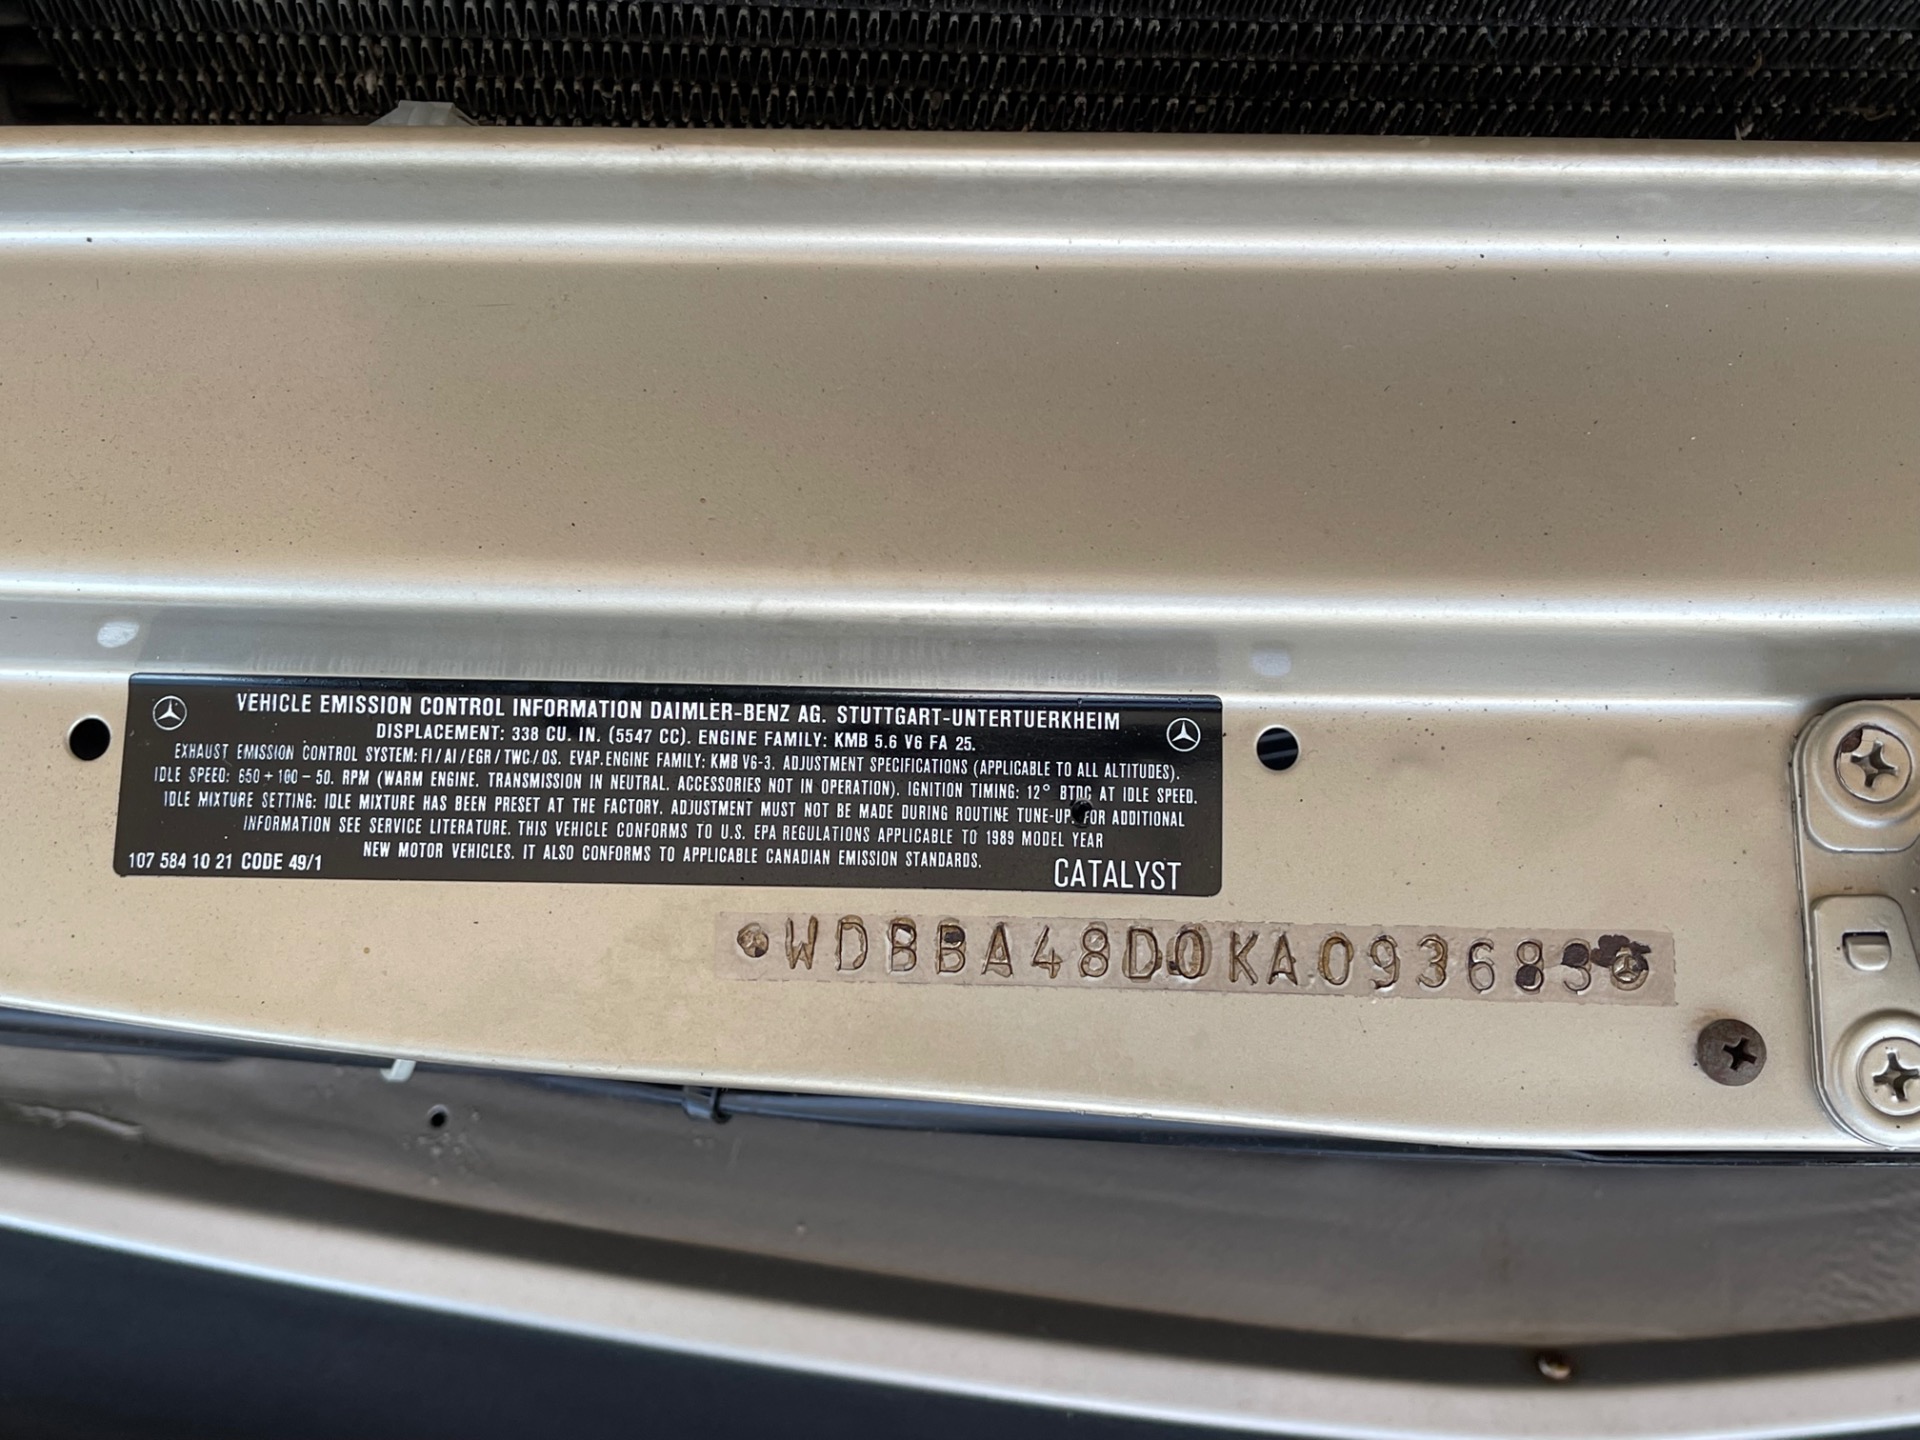 VEHICLE EMISSION CONTROL INFORMATION DAIMLER-BENZ AG. STUTTGART-UNTERTUERKHEIM
DISPLACEMENT: 338 CU. IN. (5547 CC). ENGINE FAMILY: KMB 5.6 V6 FA 25.
EXHAUST EMISSION CONTROL SYSTEM: FI/AI/EGR/TWC/OS. EVAP. ENGINE FAMILY: KMB V6-3. ADJUSTMENT SPECIFICATIONS (APPLICABLE TO ALL ALTITUDES).
IDLE SPEED: 650 + 100 - 50. RPM (WARM ENGINE. TRANSMISSION IN NEUTRAL. ACCESSORIES NOT IN OPERATION). IGNITION TIMING: 12° BTDC AT IDLE SPEED.
IDLE MIXTURE SETTING: IDLE MIXTURE HAS BEEN PRESET AT THE FACTORY. ADJUSTMENT MUST NOT BE MADE DURING ROUTINE TUNE-UP. FOR ADDITIONAL
INFORMATION SEE SERVICE LITERATURE. THIS VEHICLE CONFORMS TO U.S. EPA REGULATIONS APPLICABLE TO 1989 MODEL YEAR
NEW MOTOR VEHICLES. IT ALSO CONFORMS TO APPLICABLE CANADIAN EMISSION STANDARDS.
107 584 10 21 CODE 49/1
CATALYST
WDBBA48D0KA093683